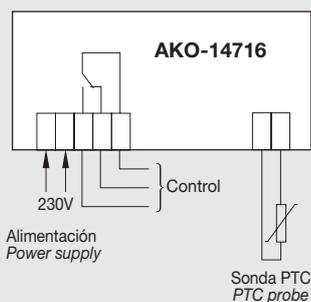 AKO-14716
Control
230V
Alimentación
Power supply
Sonda PTC
PTC probe